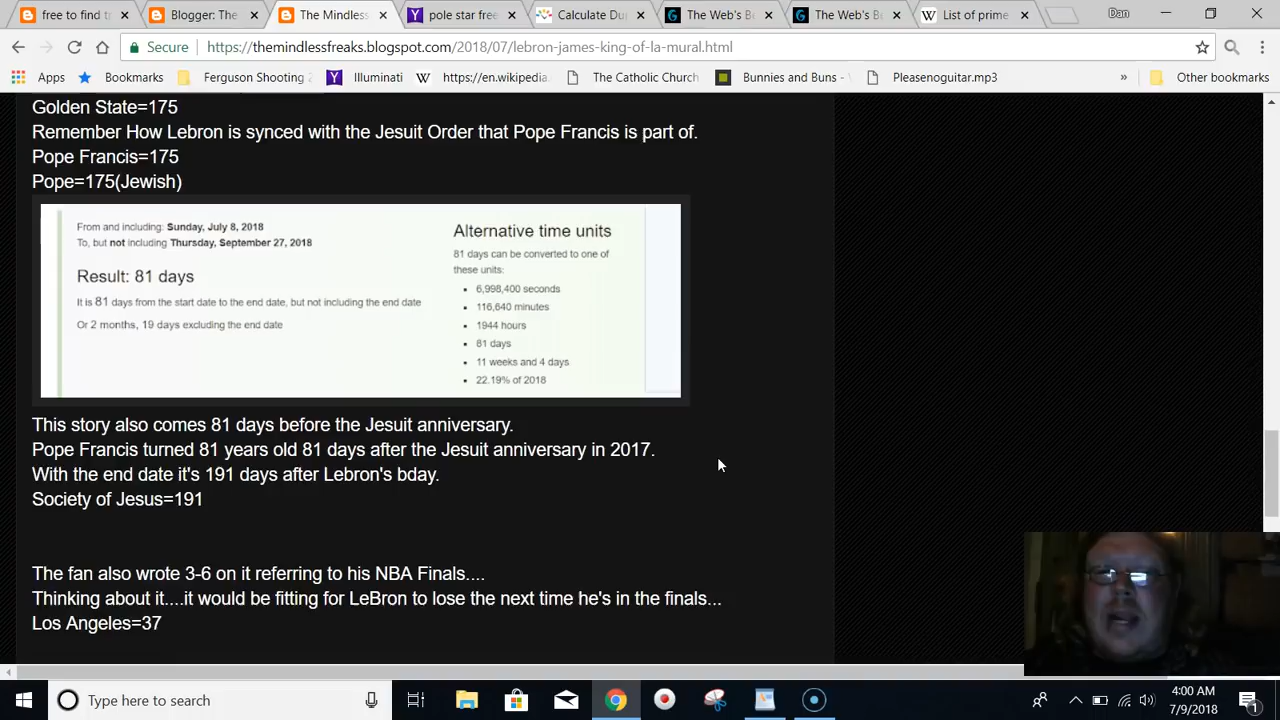 free to find t
Blogger: The
The Mindless
pole star free
Calculate Du
The Web's B
The Web's B
List of prime
Dan
Secure https://themindlessfreaks.blogspot.com/2018/07/lebron-james-king-of-la-mural.html
Apps Bookmarks Ferguson Shooting Illuminati https://en.wikipedia. The Catholic Church Bunnies and Buns - Pleasenoguitar.mp3 » Other bookmarks
Golden State=175
Remember How Lebron is synced with the Jesuit Order that Pope Francis is part of.
Pope Francis=175
Pope=175(Jewish)
From and including: Sunday, July 8, 2018
To, but not including Thursday, September 27, 2018
Result: 81 days
It is 81 days from the start date to the end date, but not including the end date
Or 2 months, 19 days excluding the end date
Alternative time units
81 days can be converted to one of
these units:
6,998,400 seconds
116,640 minutes
1944 hours
81 days
11 weeks and 4 days
22.19% of 2018
This story also comes 81 days before the Jesuit anniversary.
Pope Francis turned 81 years old 81 days after the Jesuit anniversary in 2017.
With the end date it's 191 days after Lebron's bday.
Society of Jesus=191
The fan also wrote 3-6 on it referring to his NBA Finals....
Thinking about it....it would be fitting for LeBron to lose the next time he's in the finals...
Los Angeles=37
Type here to search
4:00 AM
7/9/2018
1